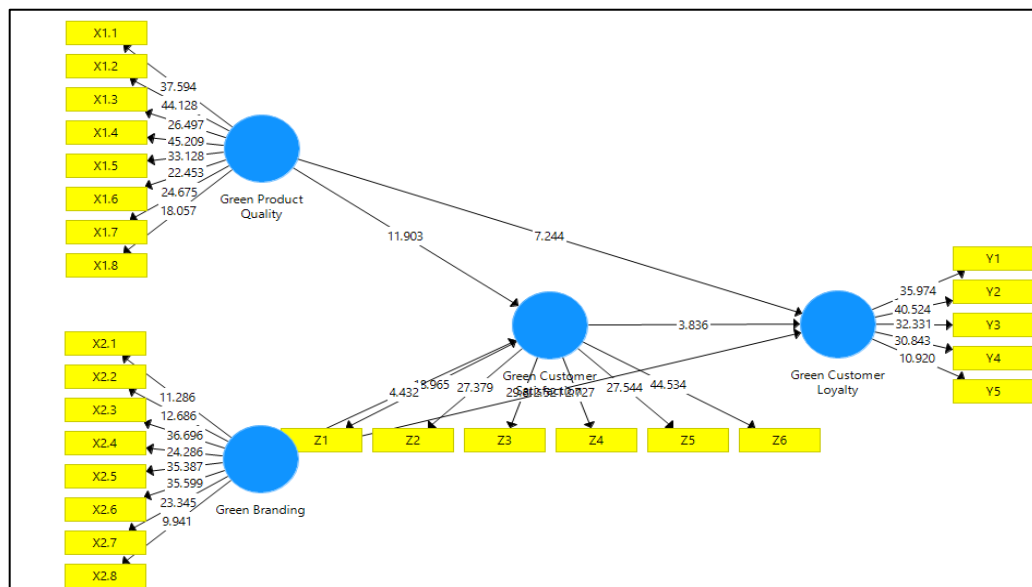 X1.1
X1.2
X1.3
X1.4
X1.5
X1.6
X1.7
X1.8
37.594
44.128
26.497
45.209
33.128
22.453
24.675
18.057
Green Product
Quality
11.903
7.244
X2.1
X2.2
X2.3
X2.4
X2.5
X2.6
X2.7
X2.8
11.286
12.686
36.696
24.286
35.387
35.599
23.345
9.941
Green Branding
4.432
27.379
27.544
44.534
Green Customer
Z1
Z2
Z3
Z4
Z5
Z6
3.836
Green Customer
Loyalty
35.974
40.524
32.331
30.843
10.920
Y1
Y2
Y3
Y4
Y5